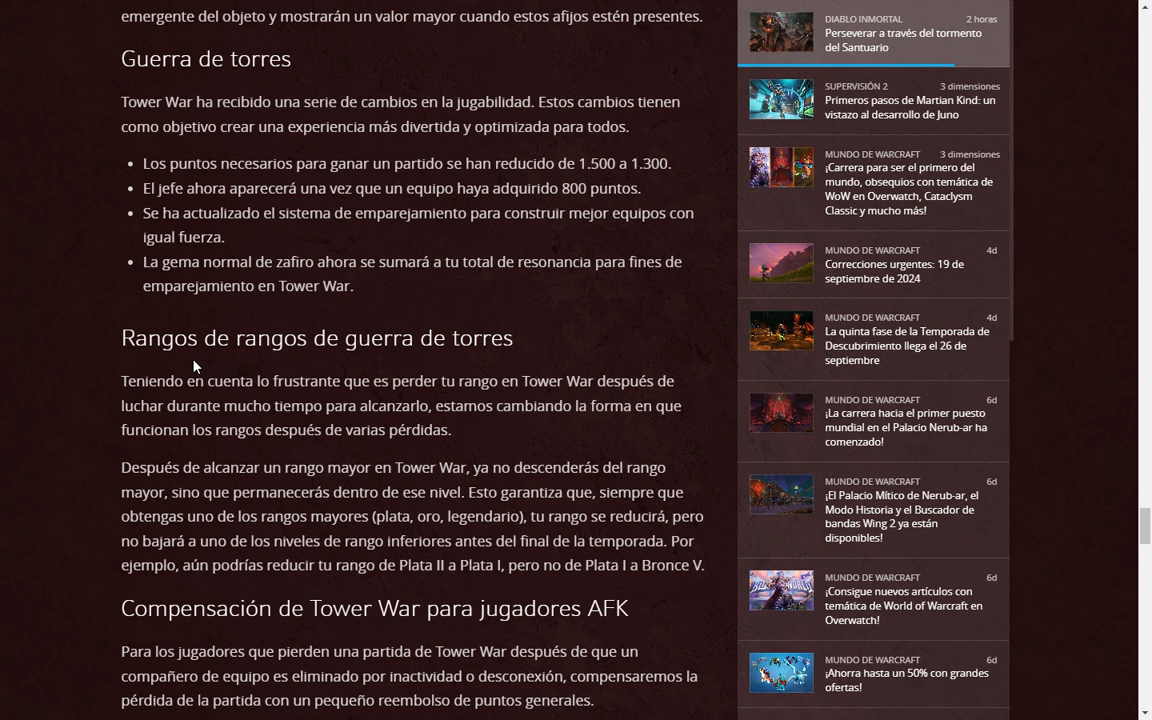 emergente del objeto y mostrarán un valor mayor cuando estos afijos estén presentes.
Guerra de torres
Tower War ha recibido una serie de cambios en la jugabilidad. Estos cambios tienen
como objetivo crear una experiencia más divertida y optimizada para todos.
Los puntos necesarios para ganar un partido se han reducido de 1.500 a 1.300.
El jefe ahora aparecerá una vez que un equipo haya adquirido 800 puntos.
Se ha actualizado el sistema de emparejamiento para construir mejor equipos con
igual fuerza.
La gema normal de zafiro ahora se sumará a tu total de resonancia para fines de
emparejamiento en Tower War.
Rangos de rangos de guerra de torres
Teniendo en cuenta lo frustrante que es perder tu rango en Tower War después de
luchar durante mucho tiempo para alcanzarlo, estamos cambiando la forma en que
funcionan los rangos después de varias pérdidas.
Después de alcanzar un rango mayor en Tower War, ya no descenderás del rango
mayor, sino que permanecerás dentro de ese nivel. Esto garantiza que, siempre que
obtengas uno de los rangos mayores (plata, oro, legendario), tu rango se reducirá, pero
no bajará a uno de los niveles de rango inferiores antes del final de la temporada. Por
ejemplo, aún podrías reducir tu rango de Plata II a Plata I, pero no de Plata I a Bronce V.
Compensación de Tower War para jugadores AFK
Para los jugadores que pierden una partida de Tower War después de que un
compañero de equipo es eliminado por inactividad o desconexión, compensaremos la
pérdida de la partida con un pequeño reembolso de puntos generales.
DIABLO INMORTAL 2 horas
Perseverar a través del tormento
del Santuario
SUPERVISIÓN 2 3 dimensiones
Primeros pasos de Martian Kind: un
vistazo al desarrollo de Juno
MUNDO DE WARCRAFT 3 dimensiones
¡Carrera para ser el primero del
mundo, obsequios con temática de
WoW en Overwatch, Cataclysm
Classic y mucho más!
MUNDO DE WARCRAFT 4d
Correcciones urgentes: 19 de
septiembre de 2024
MUNDO DE WARCRAFT 4d
La quinta fase de la Temporada de
Descubrimiento llega el 26 de
septiembre
MUNDO DE WARCRAFT 6d
¡La carrera hacia el primer puesto
mundial en el Palacio Nerub-ar ha
comenzado!
MUNDO DE WARCRAFT 6d
¡El Palacio Mítico de Nerub-ar, el
Modo Historia y el Buscador de
bandas Wing 2 ya están
disponibles!
MUNDO DE WARCRAFT 6d
¡Consigue nuevos artículos con
temática de World of Warcraft en
Overwatch!
MUNDO DE WARCRAFT 6d
¡Ahorra hasta un 50% con grandes
ofertas!